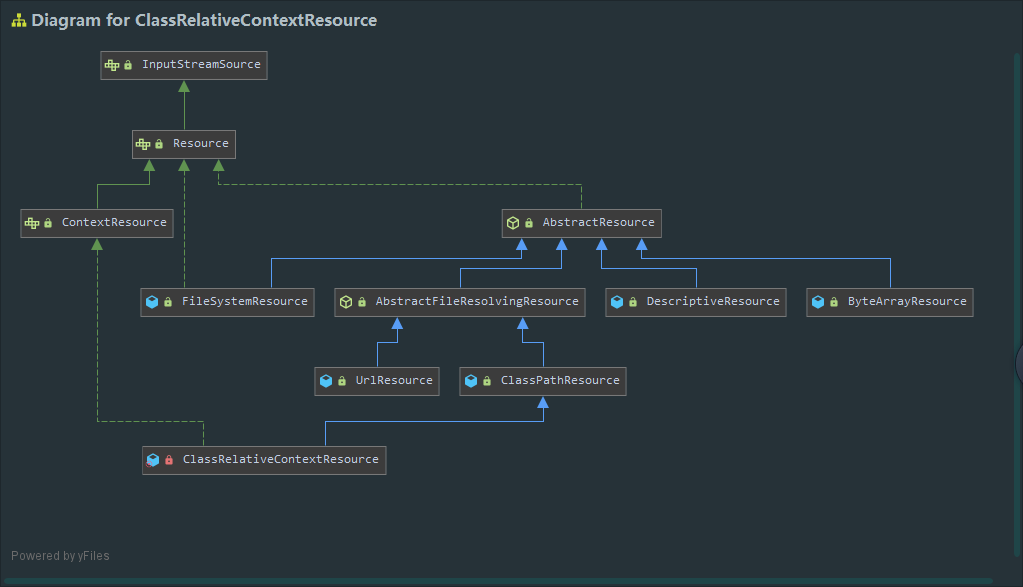 Diagram for ClassRelativeContextResource
InputStreamSource
Resource
ContextResource
AbstractResource
FileSystemResource
AbstractFileResolvingResource
DescriptiveResource
ByteArrayResource
UrlResource
ClassPathResource
ClassRelativeContextResource
Powered by yFiles